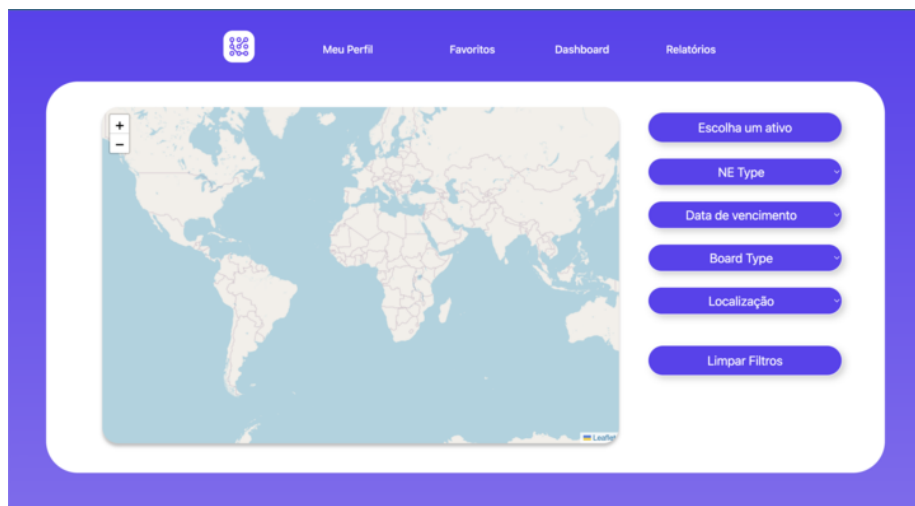 Meu Perfil
Favoritos
Dashboard
Relatórios
+
−
Escolha um ativo
NE Type
Data de vencimento
Board Type
Localização
Limpar Filtros
Leaflet